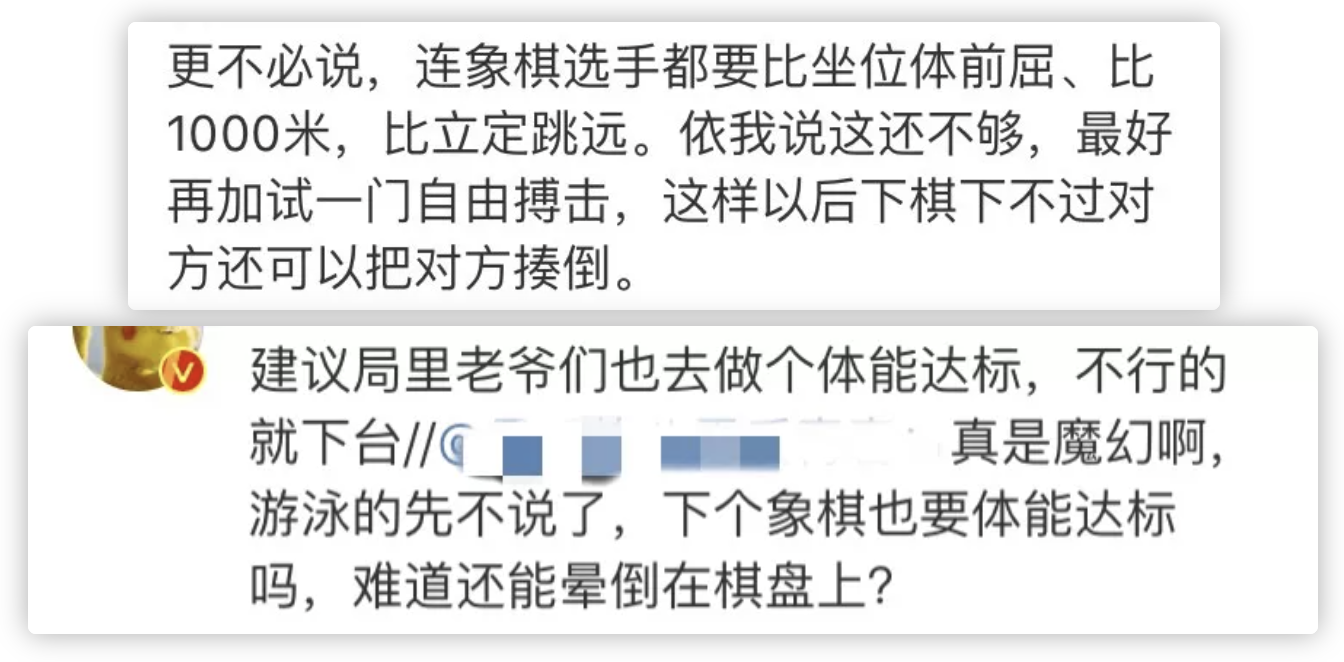 更不必说，连象棋选手都要比坐位体前屈、比
1000米，比立定跳远。依我说这还不够，最好
再加试一门自由搏击，这样以后下棋下不过对
方还可以把对方揍倒。
建议局里老爷们也去做个体能达标，不行的
就下台//@ 真是魔幻啊，
游泳的先不说了，下个象棋也要体能达标
吗，难道还能晕倒在棋盘上？